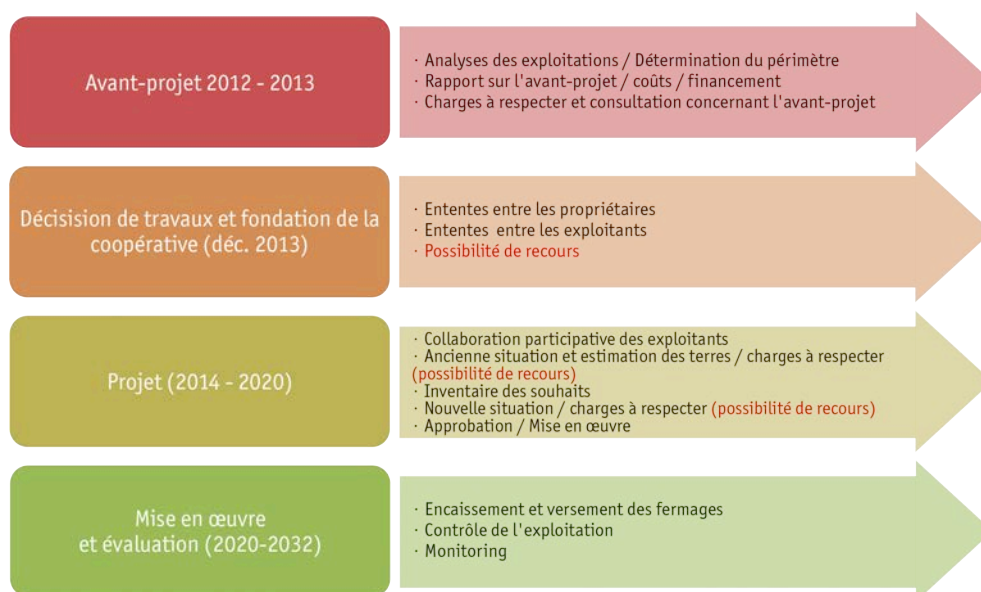 Avant-projet 2012 - 2013
· Analyses des exploitations / Détermination du périmètre
· Rapport sur l'avant-projet / coûts / financement
· Charges à respecter et consultation concernant l'avant-projet
Décisision de travaux et fondation de la
coopérative (déc. 2013)
· Ententes entre les propriétaires
· Ententes entre les exploitants
· Possibilité de recours
Projet (2014 - 2020)
· Collaboration participative des exploitants
· Ancienne situation et estimation des terres / charges à respecter
(possibilité de recours)
· Inventaire des souhaits
· Nouvelle situation / charges à respecter (possibilité de recours)
· Approbation / Mise en œuvre
Mise en œuvre
et évaluation (2020-2032)
· Encaissement et versement des fermages
· Contrôle de l'exploitation
· Monitoring